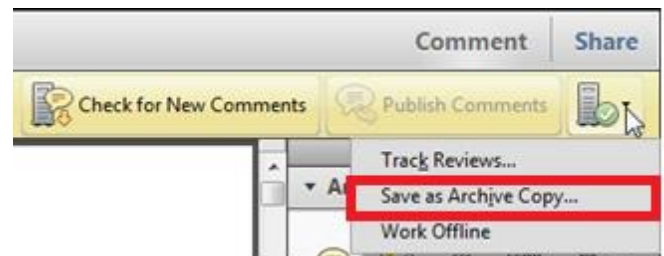 Comment Share
Check for New Comments Publish Comments
Track Reviews...
Save as Archive Copy...
Work Offline